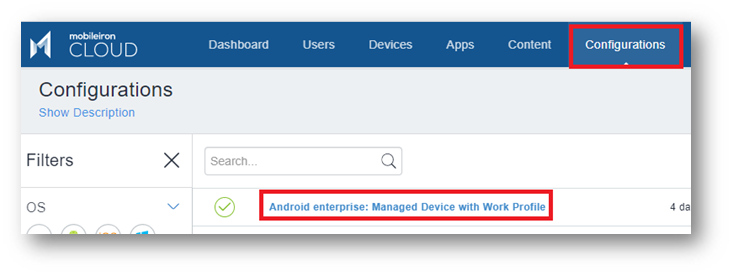 mobileiron
CLOUD
Dashboard Users Devices Apps Content Configurations
Configurations
Show Description
Filters
Search...
OS
Android enterprise: Managed Device with Work Profile
4 da